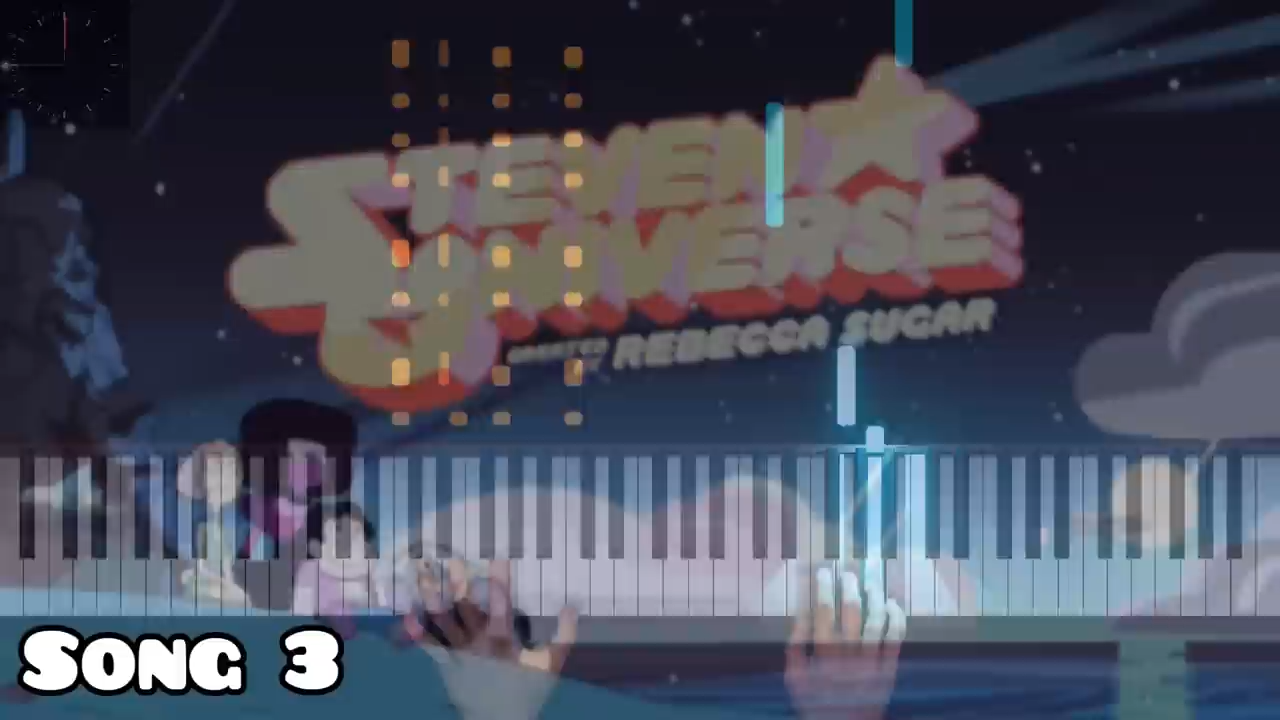 STEVEN
UNIVERSE
CREATED
BY REBECCA SUGAR
SONG 3